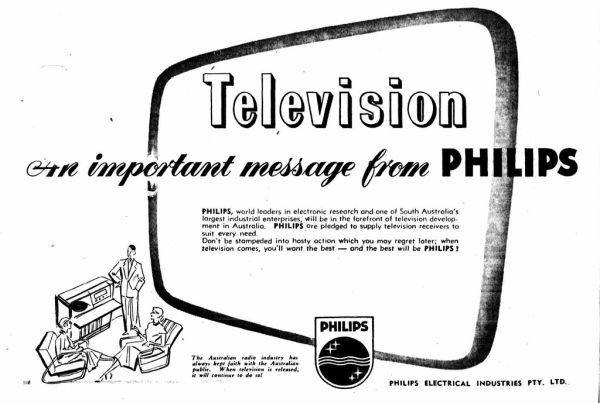 Television
An important message from PHILIPS
PHILIPS, world leaders in electronic research and one of South Australia's
largest industrial enterprises, will be in the forefront of television develop-
ment in Australia. PHILIPS are pledged to supply television receivers to
suit every need.
Don't be stampeded into hasty action which you may regret later; when
television comes, you'll want the best — and the best will be PHILIPS !
PHILIPS
The Australian radio industry has
always kept faith with the Australian
public. When television is released,
it will continue to do so!
PHILIPS ELECTRICAL INDUSTRIES PTY. LTD.